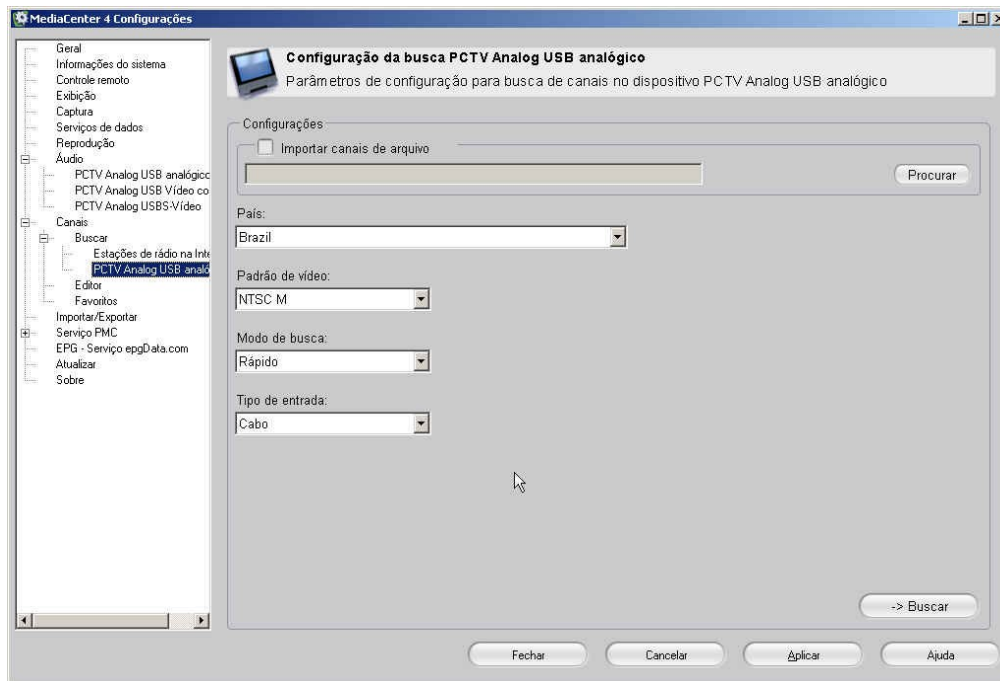 MediaCenter 4 Configurações
Geral
Informações do sistema
Controle remoto
Exibição
Captura
Serviços de dados
Reprodução
Áudio
PCTV Analog USB analógicc
PCTV Analog USB Vídeo co
PCTV Analog USBS-Vídeo
Canais
Buscar
Estações de rádio na Inte
PCTV Analog USB analó
Editor
Favoritos
Importar/Exportar
Serviço PMC
EPG - Serviço epgData.com
Atualizar
Sobre
Configuração da busca PCTV Analog USB analógico
Parâmetros de configuração para busca de canais no dispositivo PCTV Analog USB analógico
Configurações
Importar canais de arquivo
Procurar
País:
Brazil
Padrão de vídeo:
NTSC M
Modo de busca:
Rápido
Tipo de entrada:
Cabo
-> Buscar
Fechar
Cancelar
Aplicar
Ajuda